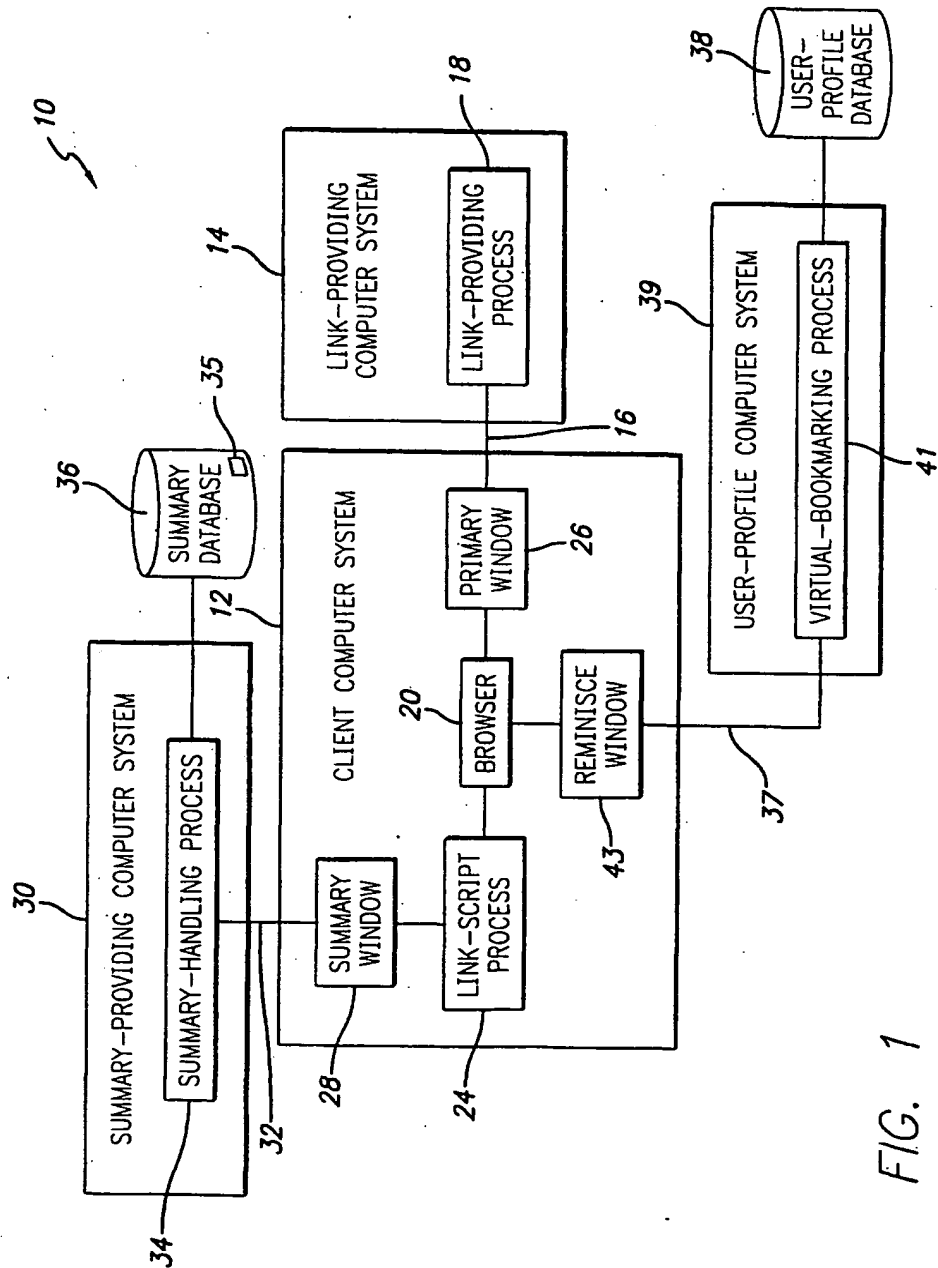 10
30
SUMMARY-PROVIDING COMPUTER SYSTEM
SUMMARY-HANDLING PROCESS
34
36
SUMMARY
DATABASE
35
32
12
CLIENT COMPUTER SYSTEM
SUMMARY
WINDOW
28
LINK-SCRIPT
PROCESS
24
20
BROWSER
PRIMARY
WINDOW
26
REMINISCE
WINDOW
43
14
LINK-PROVIDING
COMPUTER SYSTEM
LINK-PROVIDING
PROCESS
18
16
37
39
USER-PROFILE COMPUTER SYSTEM
VIRTUAL-BOOKMARKING PROCESS
41
38
USER-
PROFILE
DATABASE
FIG. 1